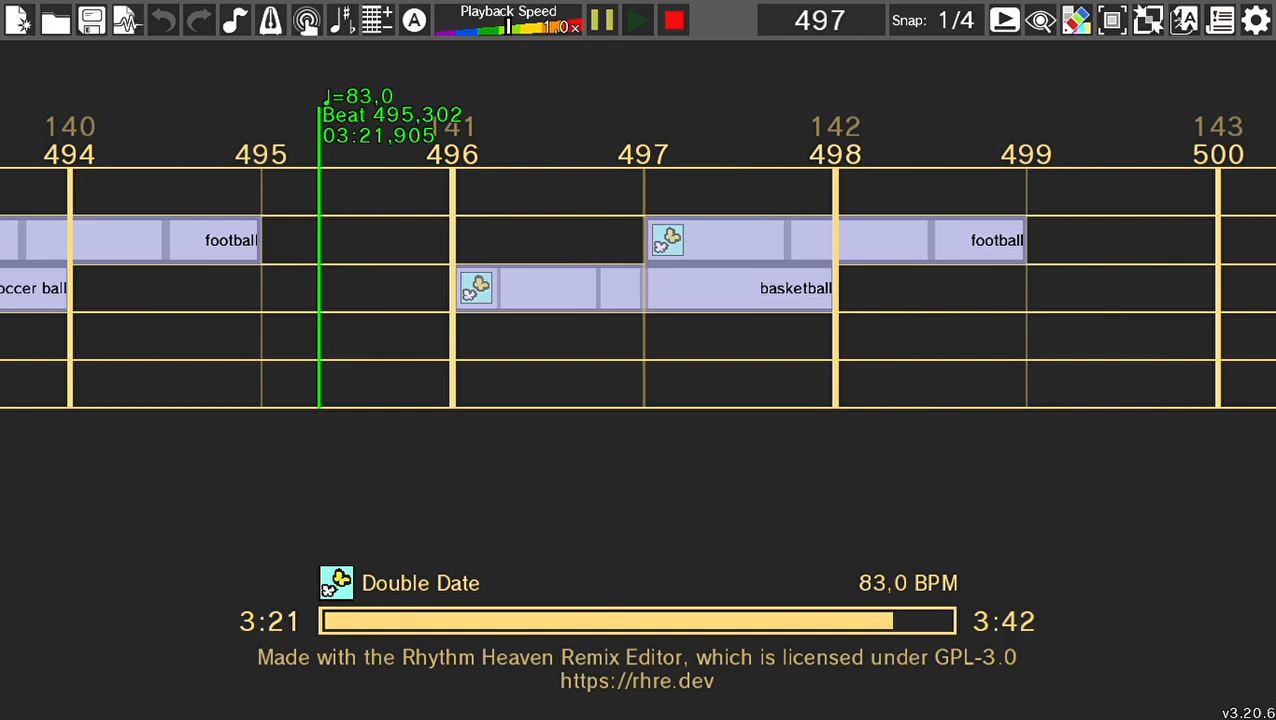 Playback Speed
1,0x
497
Snap: 1/4
A
♩=83,0
Beat 495,302
03:21,905
140 141 142 143
494 495 496 497 498 499 500
football
football
occer ball
basketball
Double Date
83,0 BPM
3:21
3:42
Made with the Rhythm Heaven Remix Editor, which is licensed under GPL-3.0
https://rhre.dev
v3.20.6